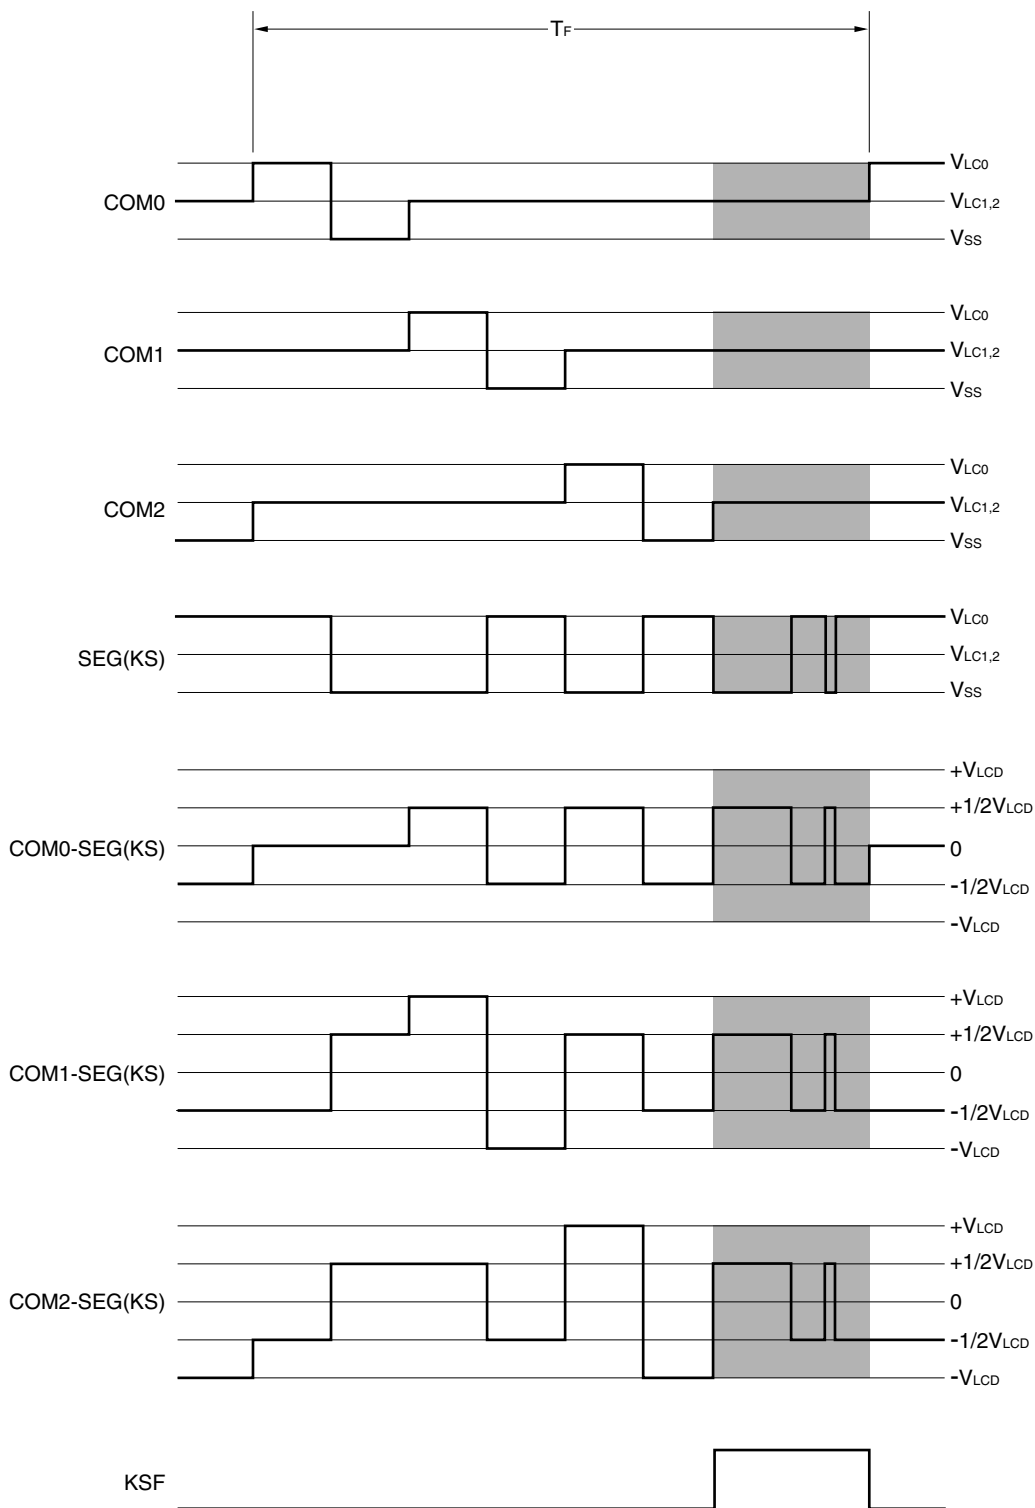 TF
COM0
VLC0
VLC1,2
VSS
COM1
VLC0
VLC1,2
VSS
COM2
VLC0
VLC1,2
VSS
SEG(KS)
VLC0
VLC1,2
VSS
COM0-SEG(KS)
+VLCD
+1/2VLCD
0
-1/2VLCD
-VLCD
COM1-SEG(KS)
+VLCD
+1/2VLCD
0
-1/2VLCD
-VLCD
COM2-SEG(KS)
+VLCD
+1/2VLCD
0
-1/2VLCD
-VLCD
KSF